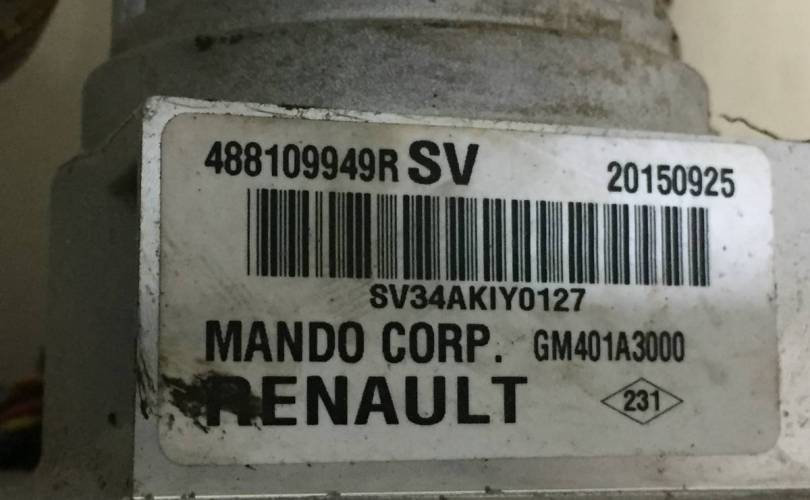 488109949R SV 20150925
SV34AKIY0127
MANDO CORP. GM401A3000
RENAULT 231